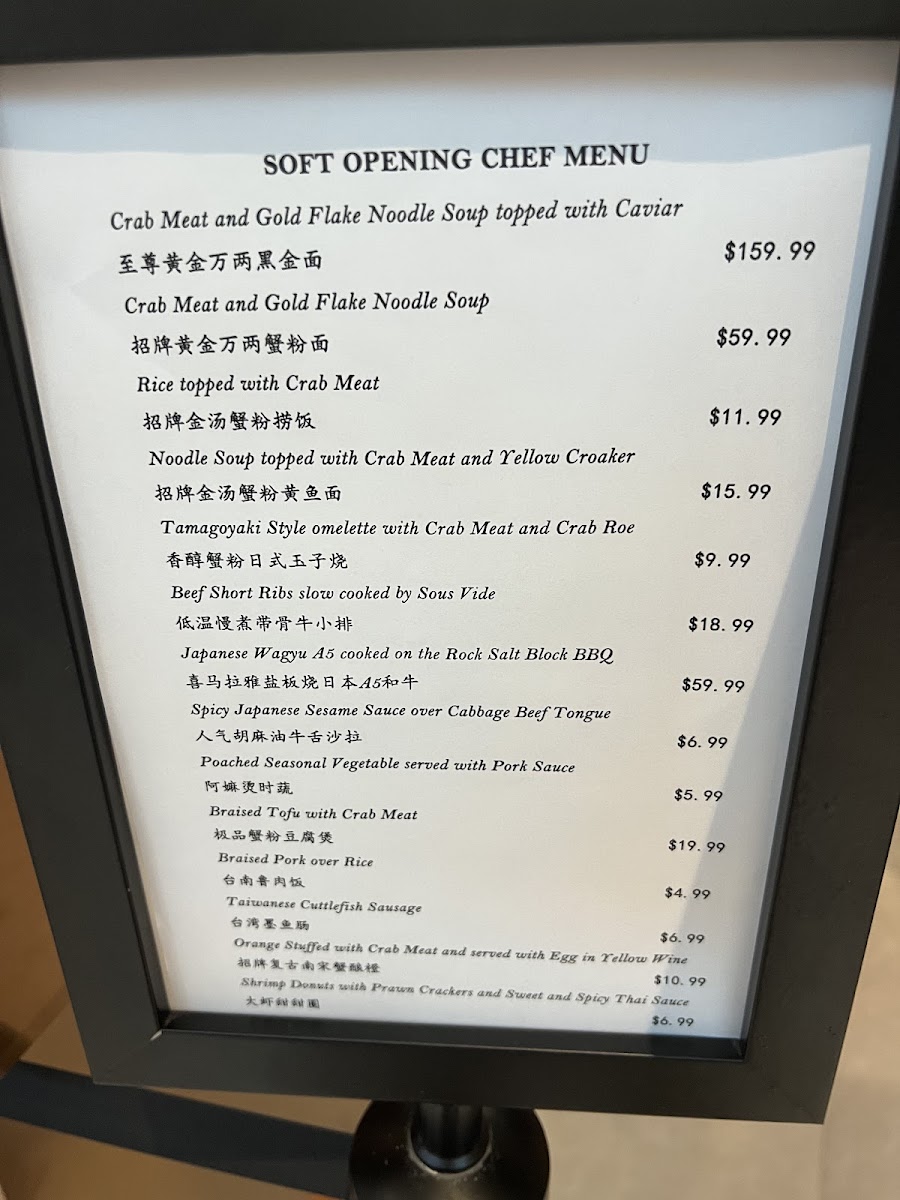 SOFT OPENING CHEF MENU
Crab Meat and Gold Flake Noodle Soup topped with Caviar
至尊黄金万两黑金面 $159.99
Crab Meat and Gold Flake Noodle Soup
招牌黄金万两蟹粉面 $59.99
Rice topped with Crab Meat
招牌金汤蟹粉捞饭 $11.99
Noodle Soup topped with Crab Meat and Yellow Croaker
招牌金汤蟹粉黄鱼面 $15.99
Tamagoyaki Style omelette with Crab Meat and Crab Roe
香醇蟹粉日式玉子烧 $9.99
Beef Short Ribs slow cooked by Sous Vide
低温慢煮带骨牛小排 $18.99
Japanese Wagyu A5 cooked on the Rock Salt Block BBQ
喜马拉雅盐板烧日本A5和牛 $59.99
Spicy Japanese Sesame Sauce over Cabbage Beef Tongue
人气胡麻油牛舌沙拉 $6.99
Poached Seasonal Vegetable served with Pork Sauce
阿嫲烫时蔬 $5.99
Braised Tofu with Crab Meat
极品蟹粉豆腐煲 $19.99
Braised Pork over Rice
台南鲁肉饭 $4.99
Taiwanese Cuttlefish Sausage
台湾墨鱼肠 $6.99
Orange Stuffed with Crab Meat and served with Egg in Yellow Wine
招牌复古南宋蟹酿橙 $10.99
Shrimp Donuts with Prawn Crackers and Sweet and Spicy Thai Sauce
大虾甜甜圈 $6.99